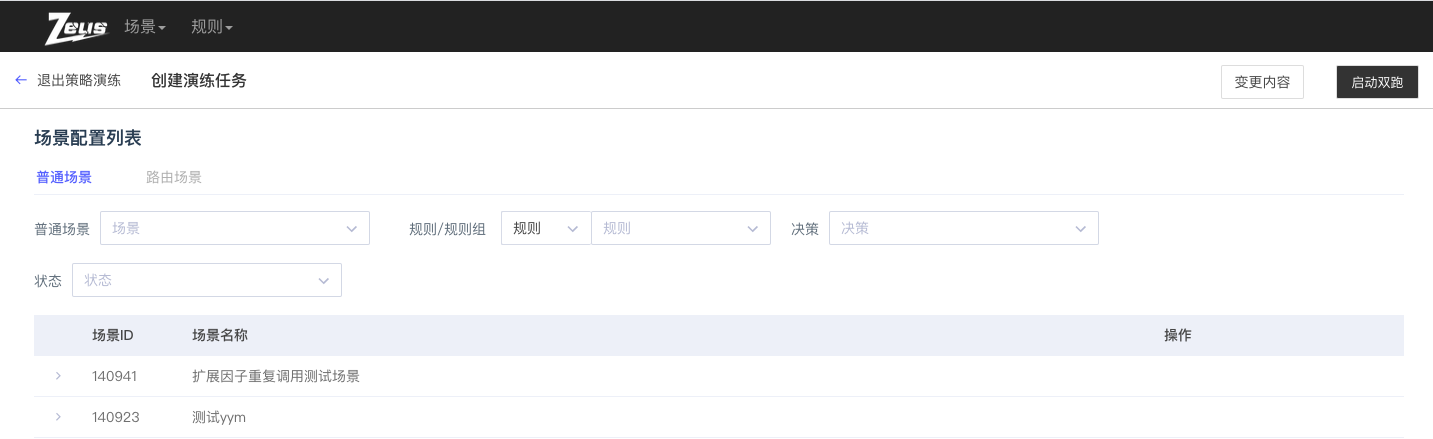 Zeus 场景 规则
退出策略演练 创建演练任务 变更内容 启动双跑
场景配置列表
普通场景 路由场景
普通场景 场景 规则/规则组 规则 规则 决策 决策
状态 状态
场景ID 场景名称 操作
140941 扩展因子重复调用测试场景
140923 测试yym